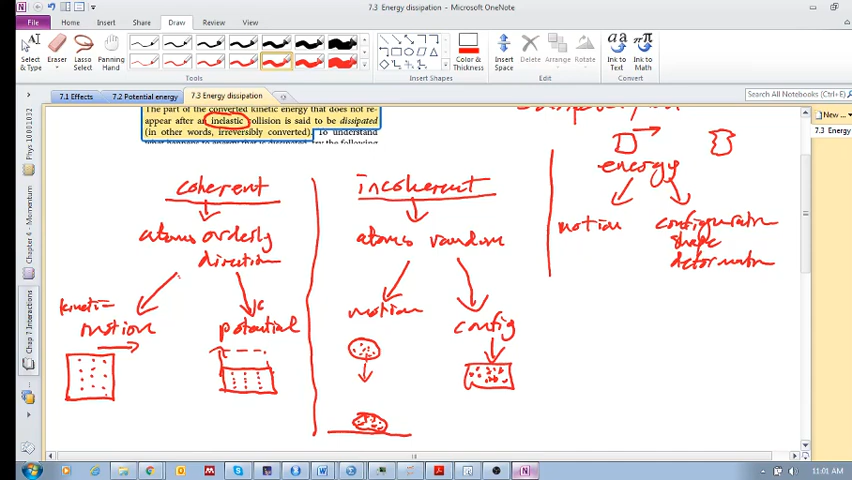 7.3 Energy dissipation - Microsoft OneNote
File
Home
Insert
Share
Draw
Review
View
Select & Type
Eraser
Lasso Select
Panning Hand
Tools
Insert Shapes
Color & Thickness
Insert Space
Delete
Arrange
Rotate
Edit
Ink to Text
Ink to Math
Convert
7.1 Effects
7.2 Potential energy
7.3 Energy dissipation
Search All Notebooks (Ctrl+E)
New
7.3 Energy
Phys 10031032
Chapter 6 - Momentum
Chap 7 Interactions
The part of the converted kinetic energy that does not re-
appear after an inelastic collision is said to be dissipated
(in other words, irreversibly converted). To understand
coherent
atoms orderly
direction
kinetic
motion
potential
incoherent
atoms random
motion
config
energy
motion
configuration
shape
deformation
11:01 AM